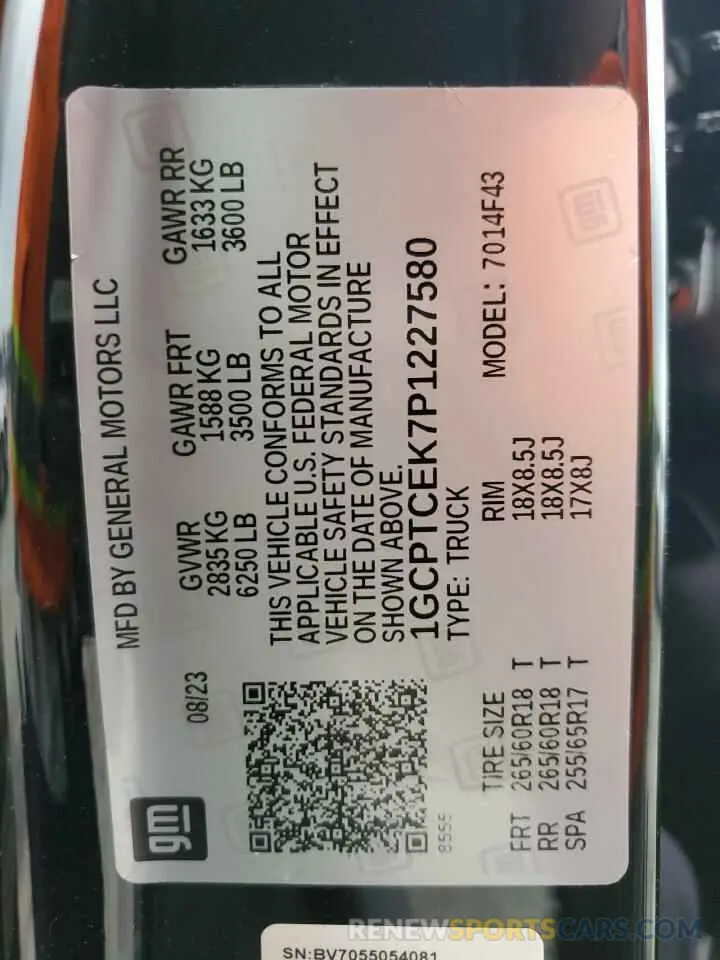 MFD BY GENERAL MOTORS LLC
gm
08/23 GVWR GAWR FRT GAWR RR
2835 KG 1588 KG 1633 KG
6250 LB 3500 LB 3600 LB
THIS VEHICLE CONFORMS TO ALL
APPLICABLE U.S. FEDERAL MOTOR
VEHICLE SAFETY STANDARDS IN EFFECT
ON THE DATE OF MANUFACTURE
SHOWN ABOVE.
1GCPTCEK7P1227580
8555 TYPE: TRUCK
TIRE SIZE RIM MODEL: 7014F43
FRT 265/60R18 T 18X8.5J
RR 265/60R18 T 18X8.5J
SPA 255/65R17 T 17X8J
SN:BV7055054081
RENEWSPORTSCARS.COM